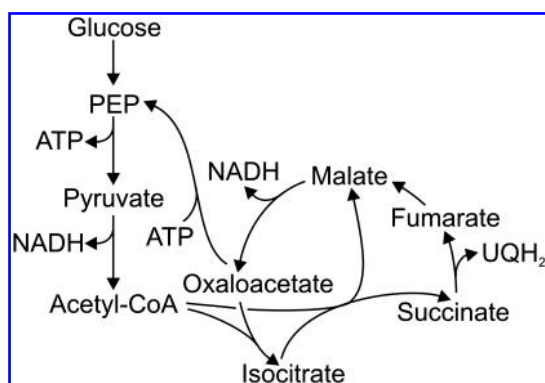 Glucose
PEP
ATP
Pyruvate
NADH
Acetyl-CoA
ATP
NADH
Malate
Fumarate
UQH₂
Succinate
Oxaloacetate
Isocitrate